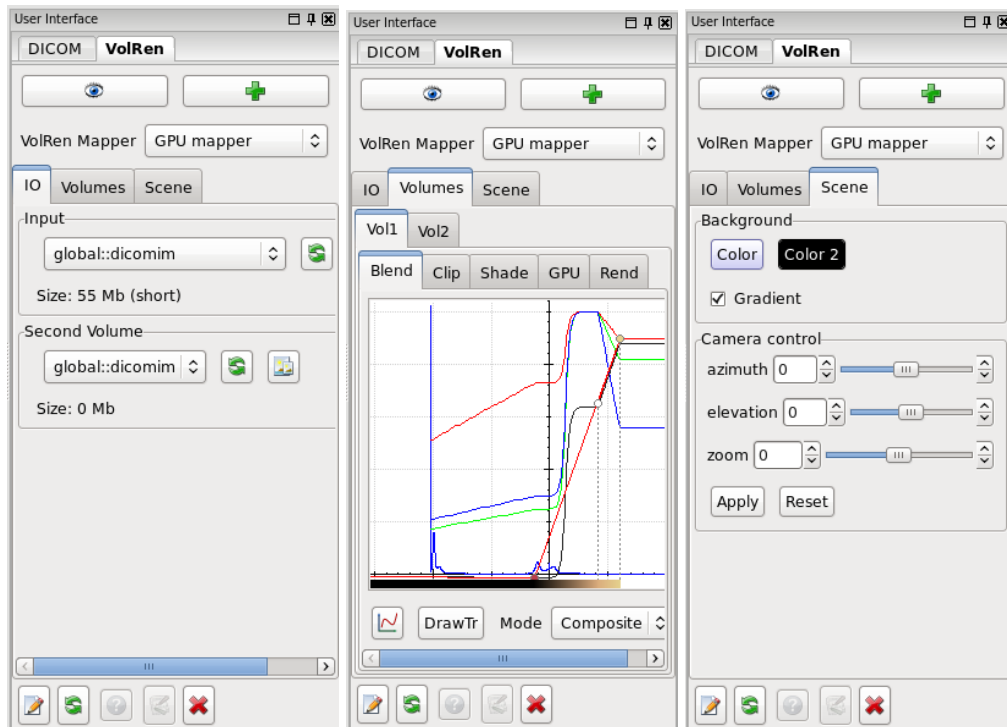 User Interface
DICOM VolRen
VolRen Mapper GPU mapper
IO Volumes Scene
Input
global::dicomim
Size: 55 Mb (short)
Second Volume
global::dicomim
Size: 0 Mb
User Interface
DICOM VolRen
VolRen Mapper GPU mapper
IO Volumes Scene
Vol1 Vol2
Blend Clip Shade GPU Rend
DrawTr Mode Composite
User Interface
DICOM VolRen
VolRen Mapper GPU mapper
IO Volumes Scene
Background
Color Color 2
Gradient
Camera control
azimuth 0
elevation 0
zoom 0
Apply Reset